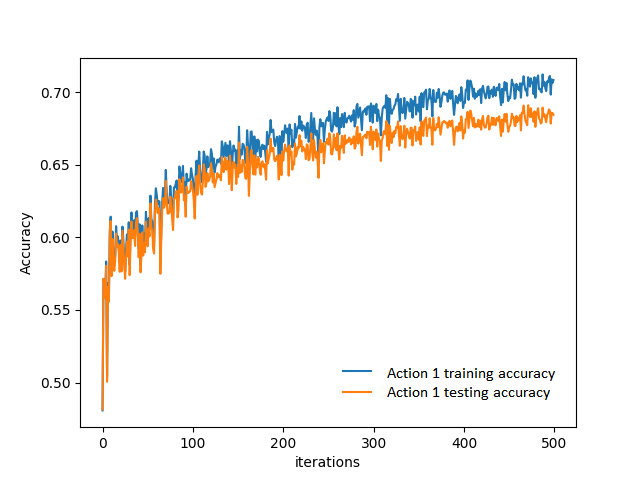 0.70
0.65
0.60
0.55
0.50
Accuracy
Action 1 training accuracy
Action 1 testing accuracy
0 100 200 300 400 500
iterations